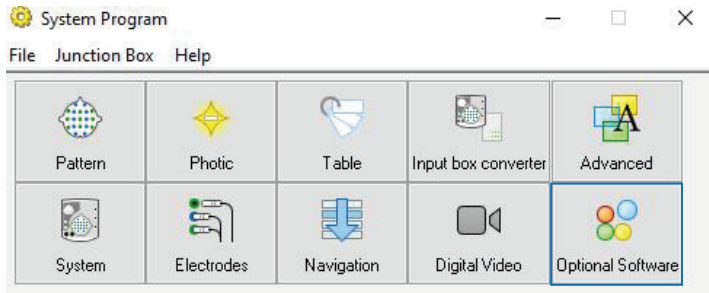 System Program
File Junction Box Help
Pattern Photic Table Input box converter Advanced
System Electrodes Navigation Digital Video Optional Software